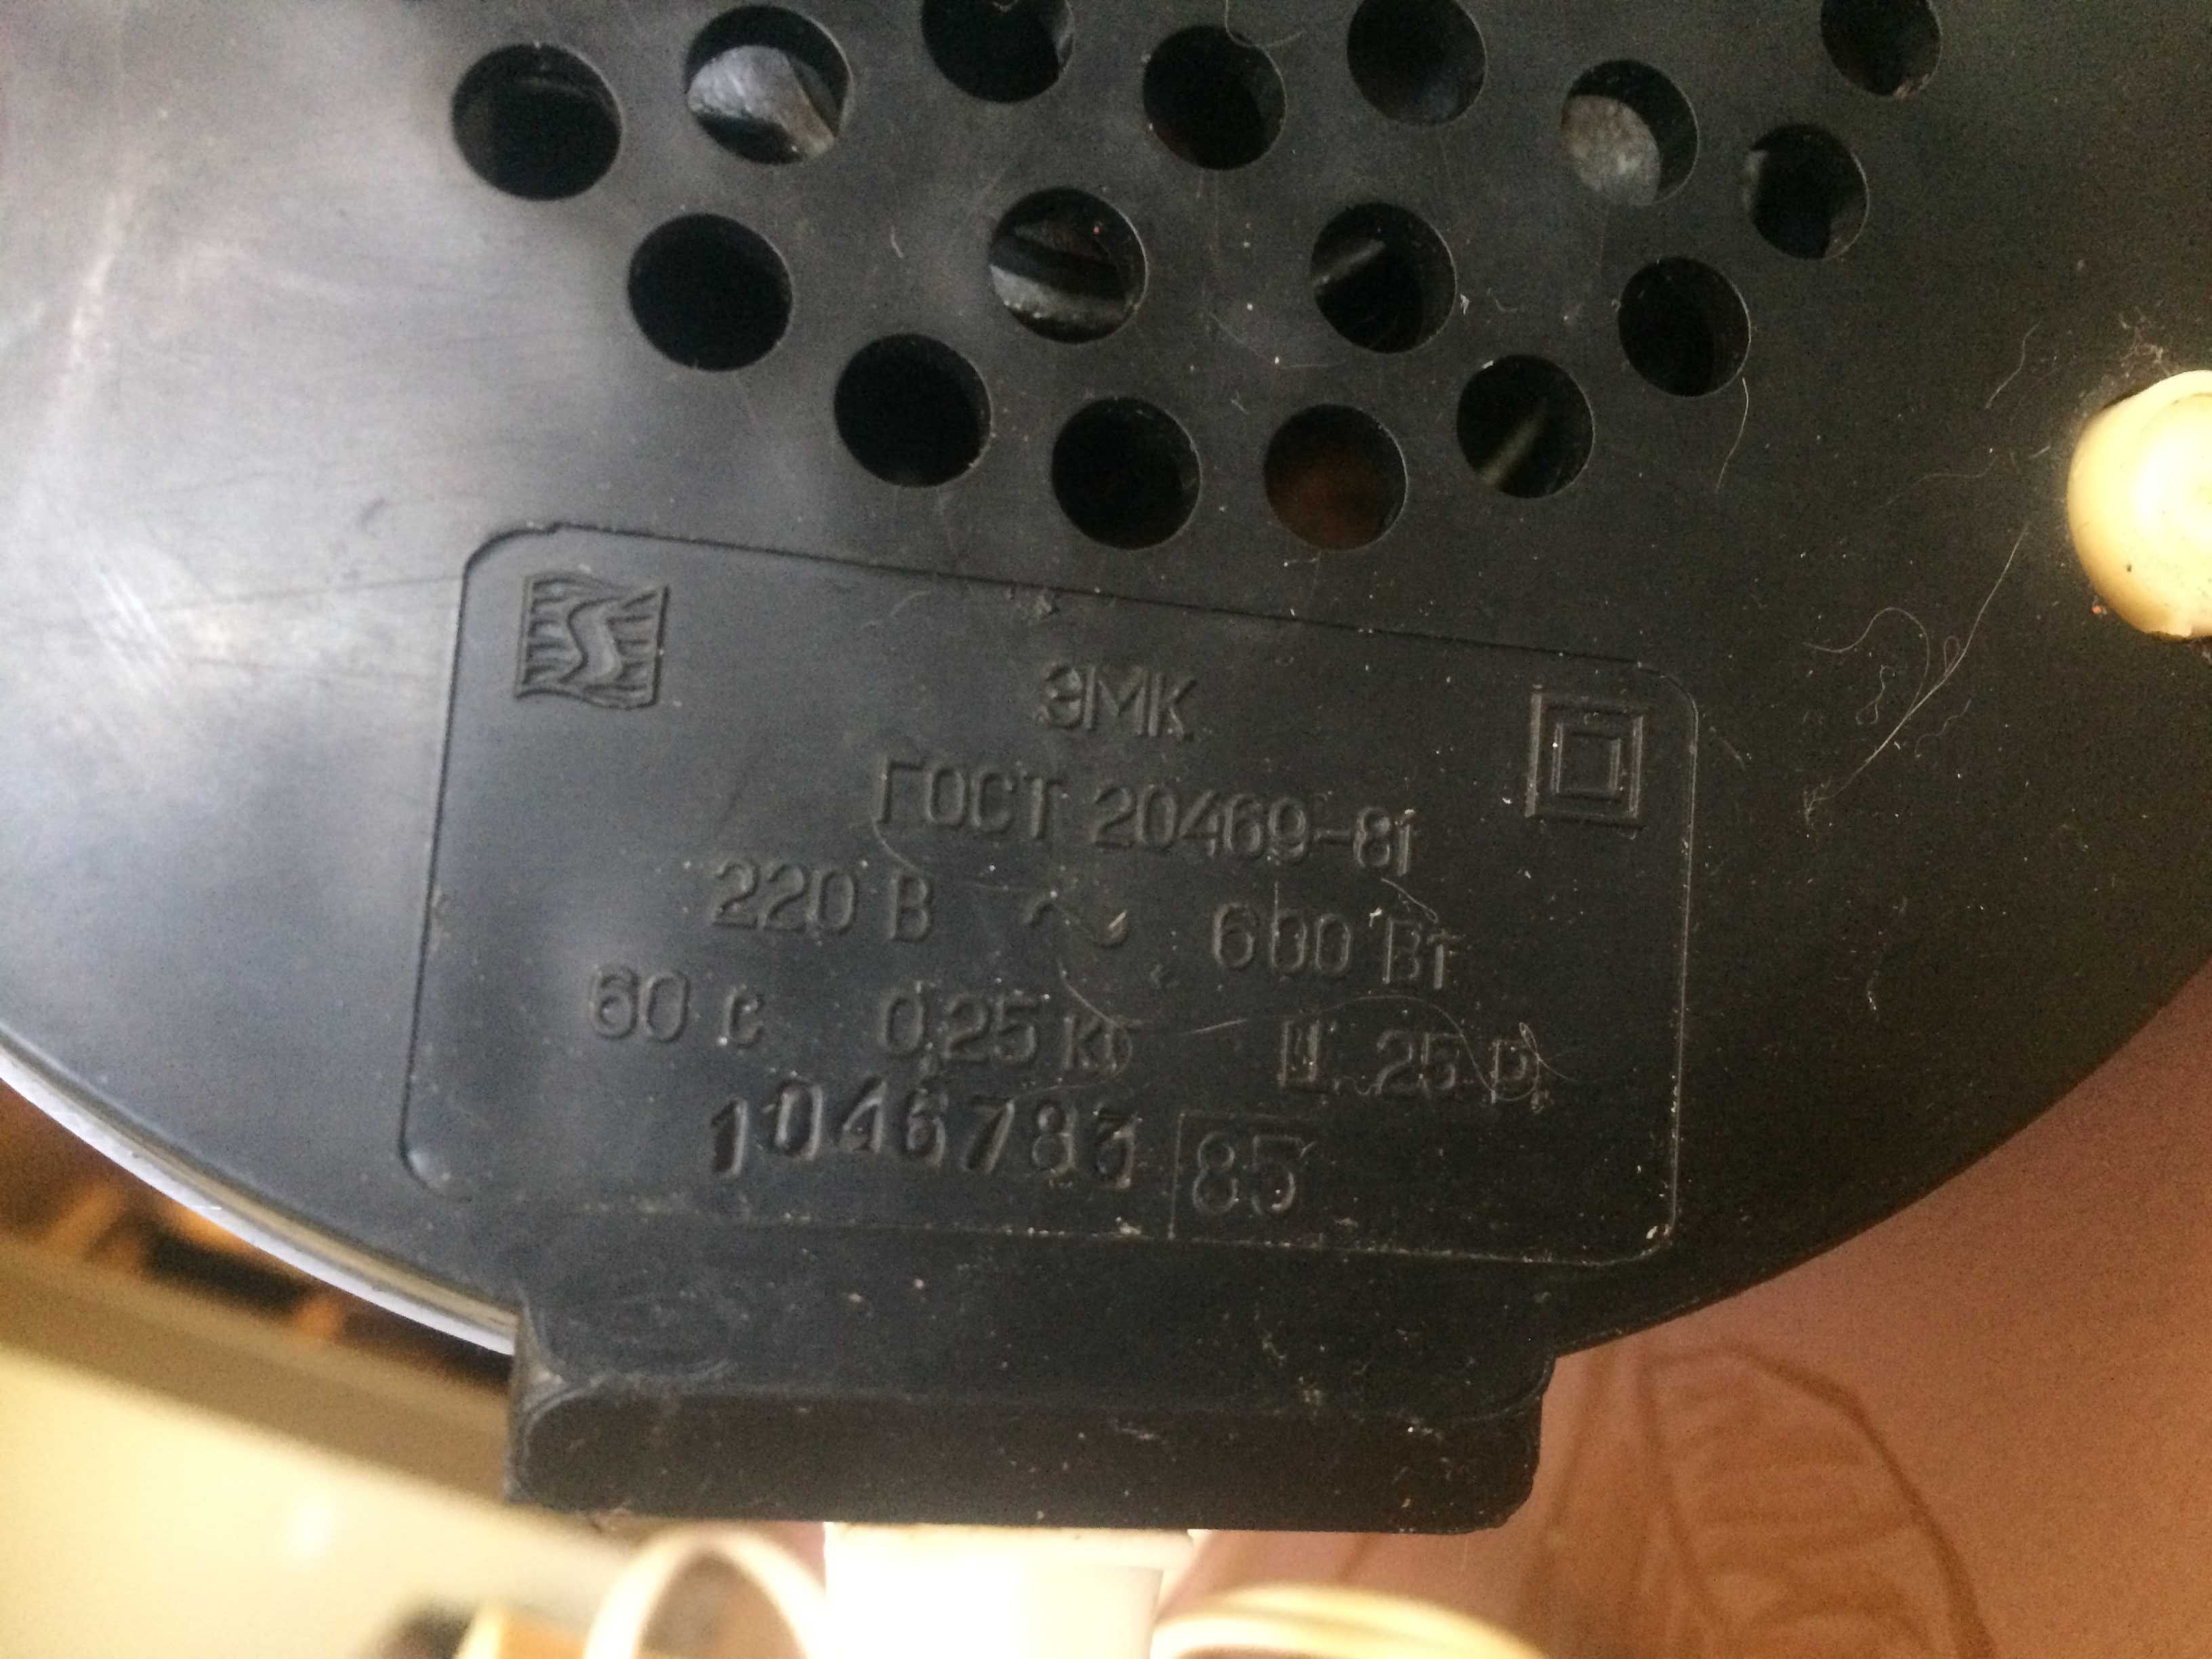 ЭМК
ГОСТ 20469-81
220 В ~ 600 Вт
60 с 0,25 кг Ц. 25 р.
1046783 85